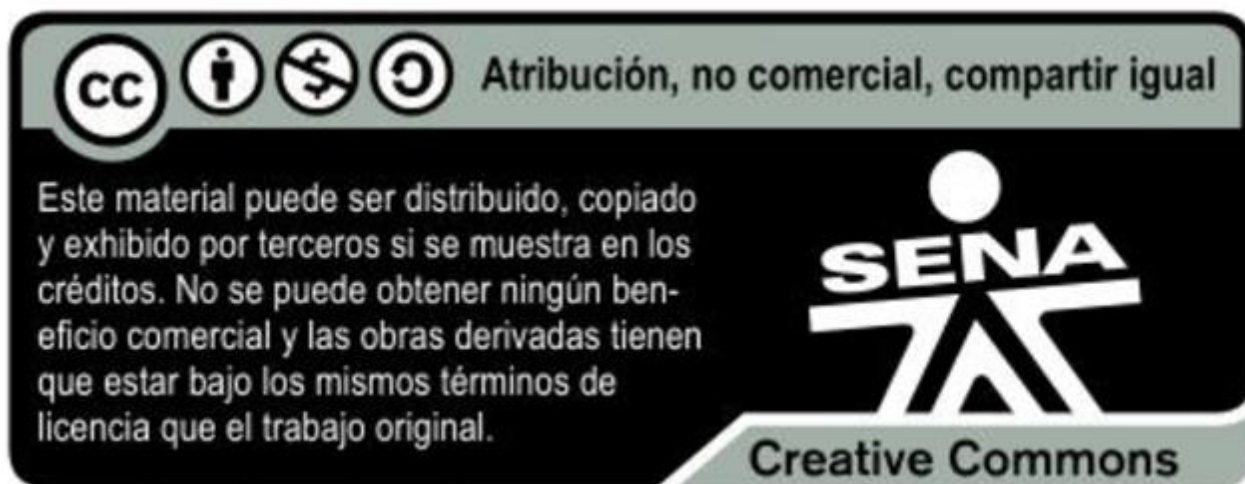 cc Atribución, no comercial, compartir igual
Este material puede ser distribuido, copiado
y exhibido por terceros si se muestra en los
créditos. No se puede obtener ningún ben-
eficio comercial y las obras derivadas tienen
que estar bajo los mismos términos de
licencia que el trabajo original.
SENA
Creative Commons